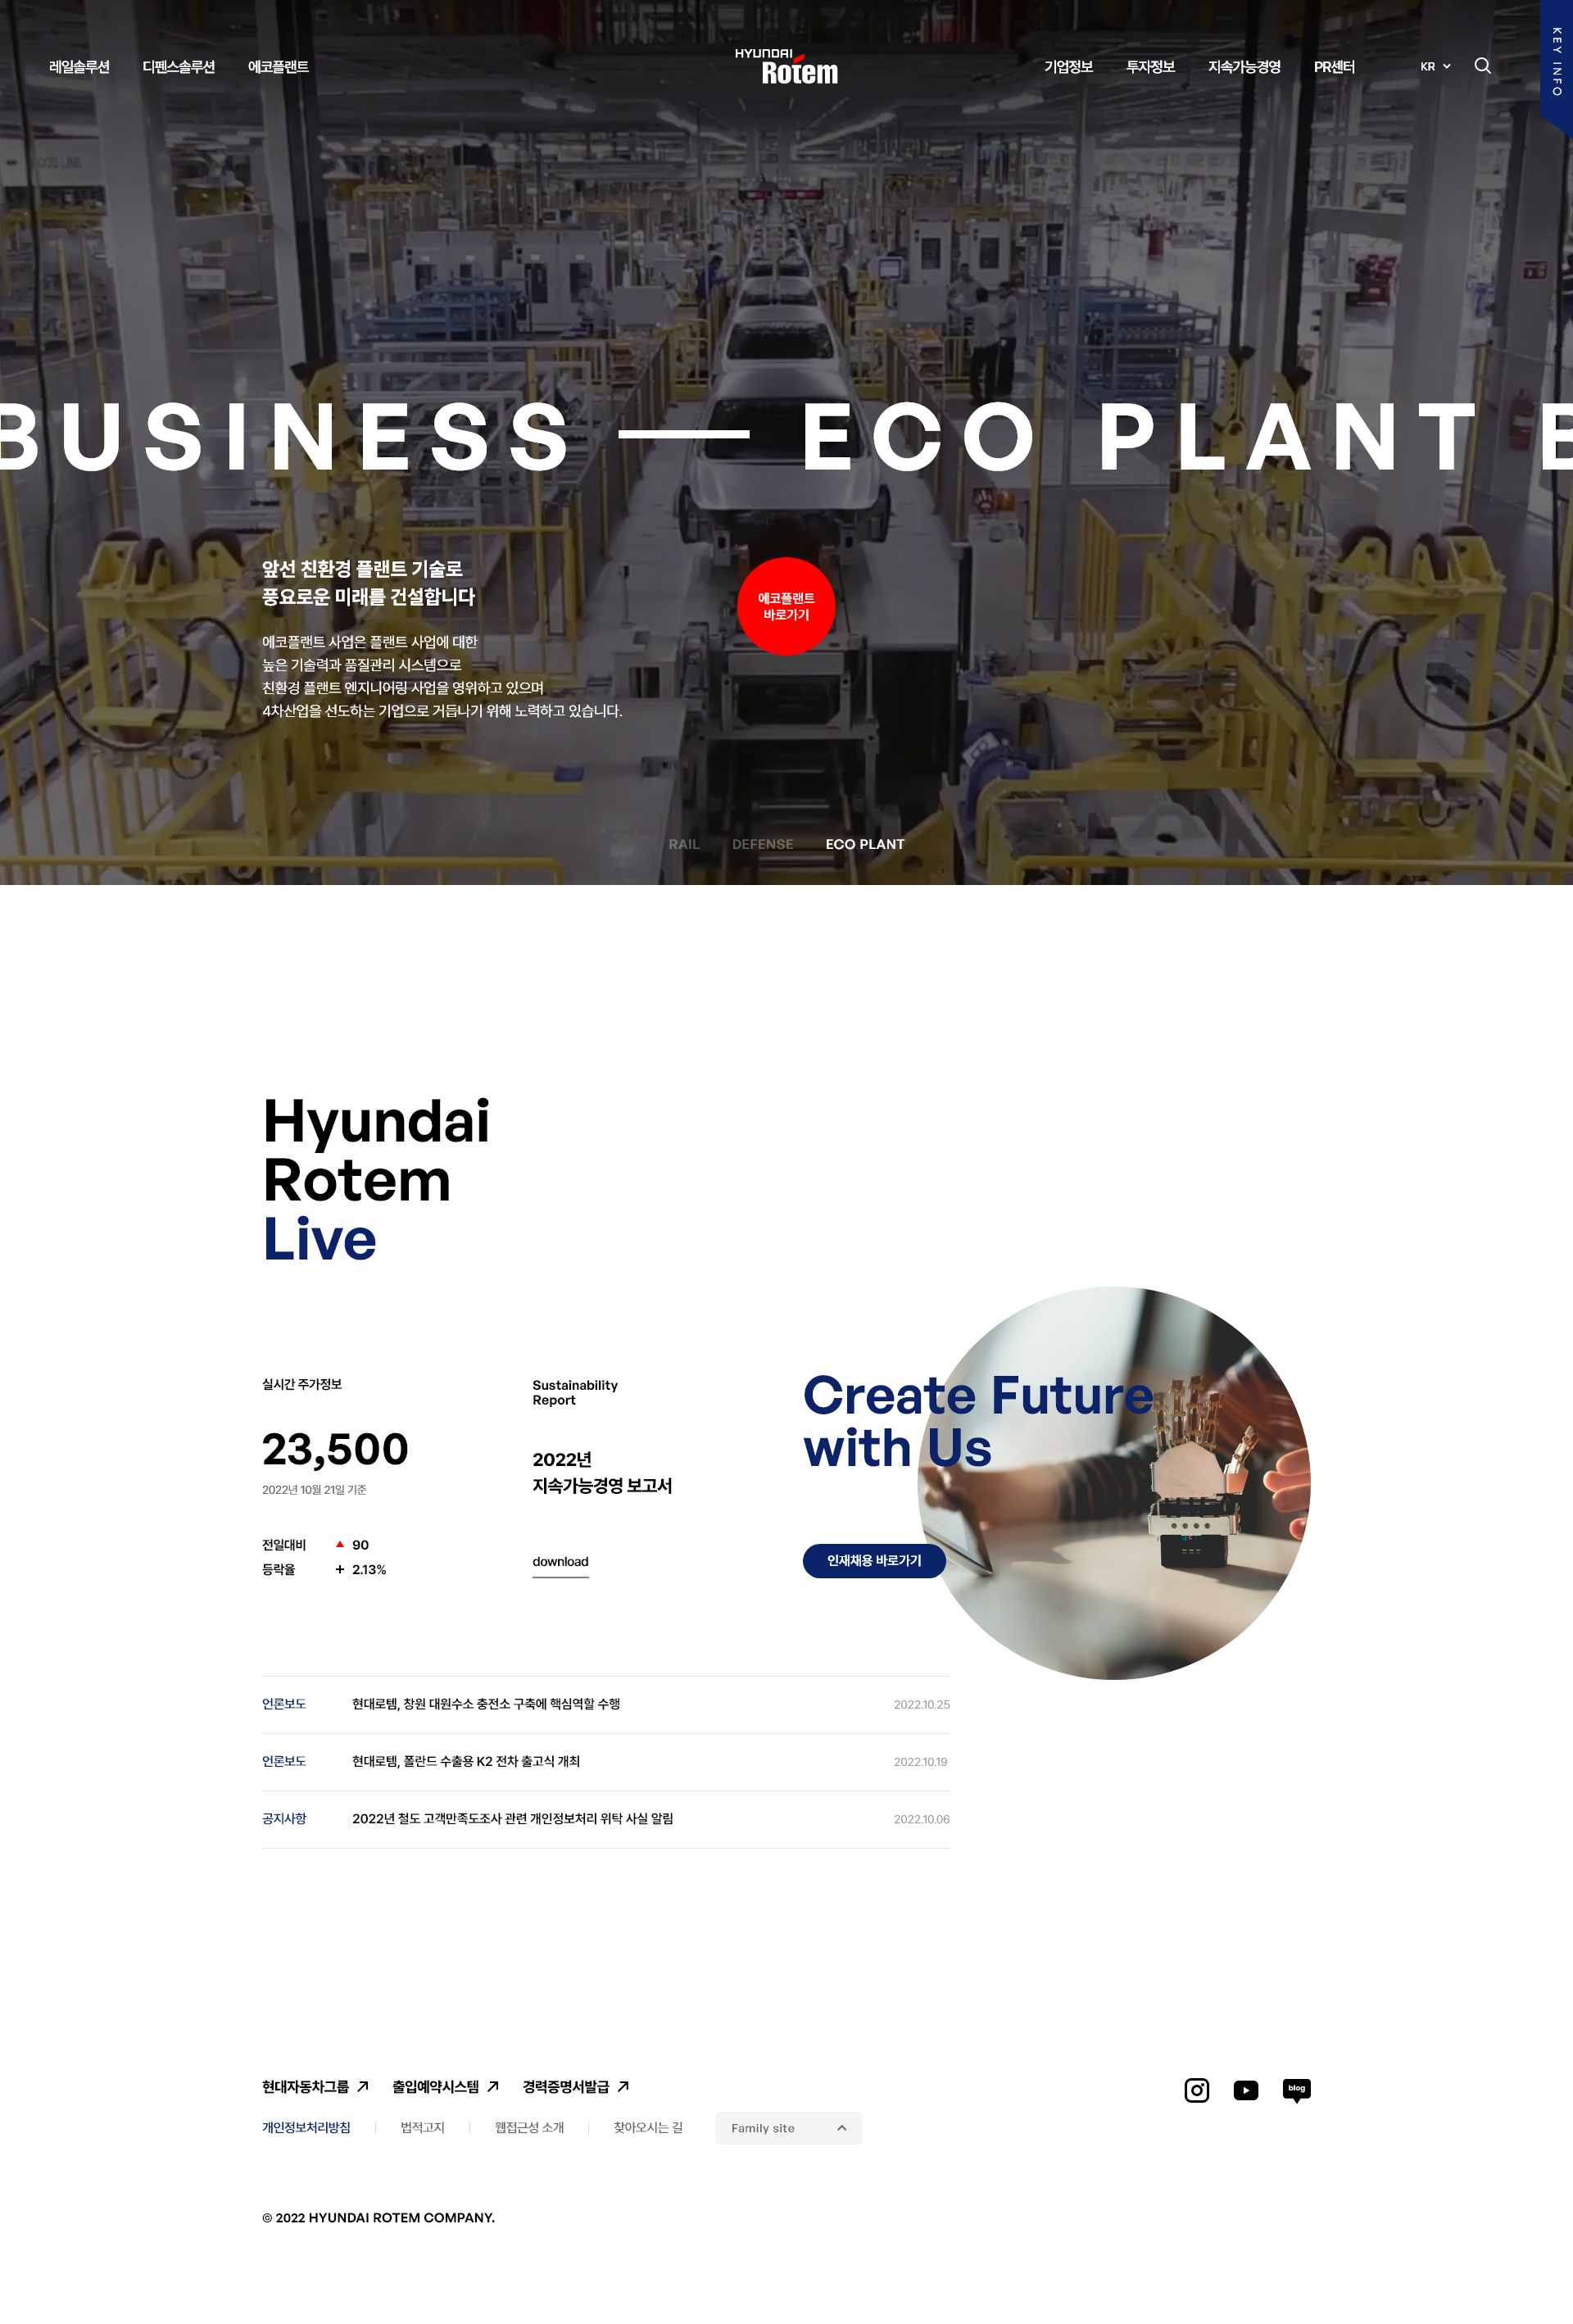 레일솔루션 디펜스솔루션 에코플랜트
HYUNDAI
Rotem
기업정보 투자정보 지속가능경영 PR센터 KR
KEY INFO
BUSINESS — ECO PLANT B
앞선 친환경 플랜트 기술로
풍요로운 미래를 건설합니다
에코플랜트
바로가기
에코플랜트 사업은 플랜트 사업에 대한
높은 기술력과 품질관리 시스템으로
친환경 플랜트 엔지니어링 사업을 영위하고 있으며
4차산업을 선도하는 기업으로 거듭나기 위해 노력하고 있습니다.
RAIL DEFENSE ECO PLANT
Hyundai
Rotem
Live
실시간 주가정보
23,500
2022년 10월 21일 기준
전일대비 ▲ 90
등락율 + 2.13%
Sustainability
Report
2022년
지속가능경영 보고서
download
Create Future
with Us
인재채용 바로가기
언론보도 현대로템, 창원 대원수소 충전소 구축에 핵심역할 수행 2022.10.25
언론보도 현대로템, 폴란드 수출용 K2 전차 출고식 개최 2022.10.19
공지사항 2022년 철도 고객만족도조사 관련 개인정보처리 위탁 사실 알림 2022.10.06
현대자동차그룹 출입예약시스템 경력증명서발급
blog
개인정보처리방침 법적고지 웹접근성 소개 찾아오시는 길 Family site
© 2022 HYUNDAI ROTEM COMPANY.